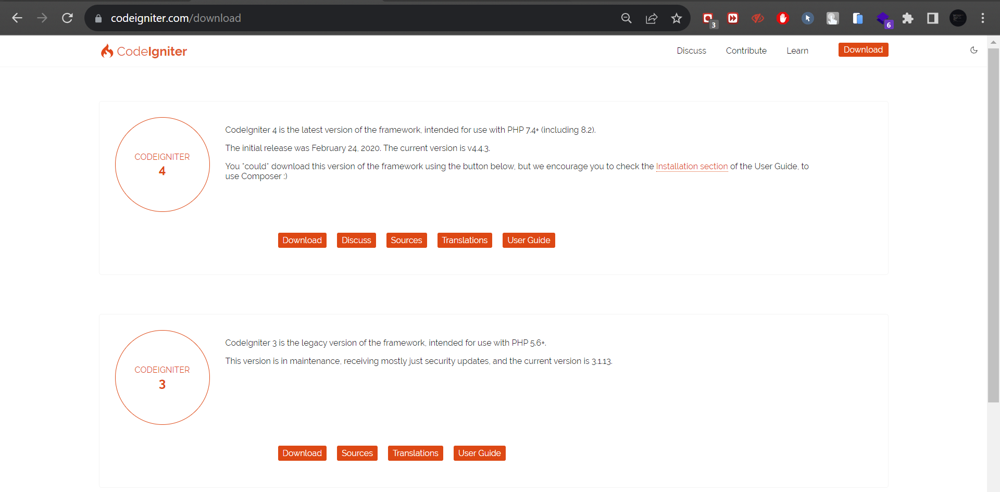 codeigniter.com/download
3
6
CodeIgniter
Discuss
Contribute
Learn
Download
CODEIGNITER
4
CodeIgniter 4 is the latest version of the framework, intended for use with PHP 7.4+ (including 8.2).
The initial release was February 24, 2020. The current version is v4.4.3.
You *could* download this version of the framework using the button below, but we encourage you to check the Installation section of the User Guide, to
use Composer :)
Download
Discuss
Sources
Translations
User Guide
CODEIGNITER
3
CodeIgniter 3 is the legacy version of the framework, intended for use with PHP 5.6+.
This version is in maintenance, receiving mostly just security updates, and the current version is 3.1.13.
Download
Sources
Translations
User Guide